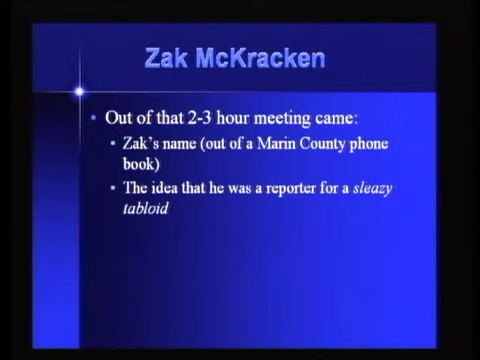 Zak McKracken
• Out of that 2-3 hour meeting came:
• Zak's name (out of a Marin County phone
book)
• The idea that he was a reporter for a sleazy
tabloid